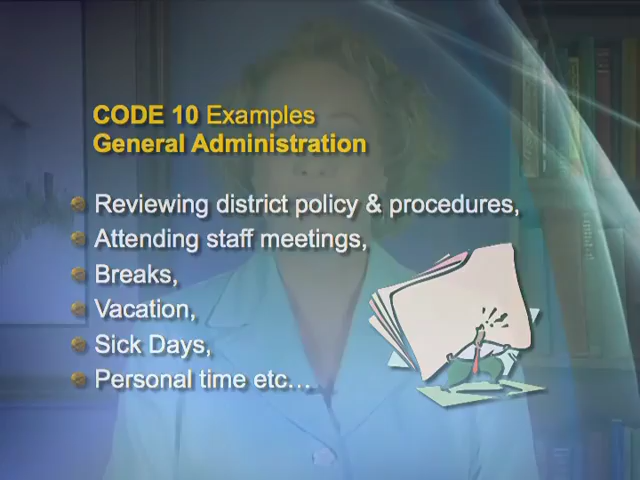 CODE 10 Examples
General Administration
Reviewing district policy & procedures,
Attending staff meetings,
Breaks,
Vacation,
Sick Days,
Personal time etc...